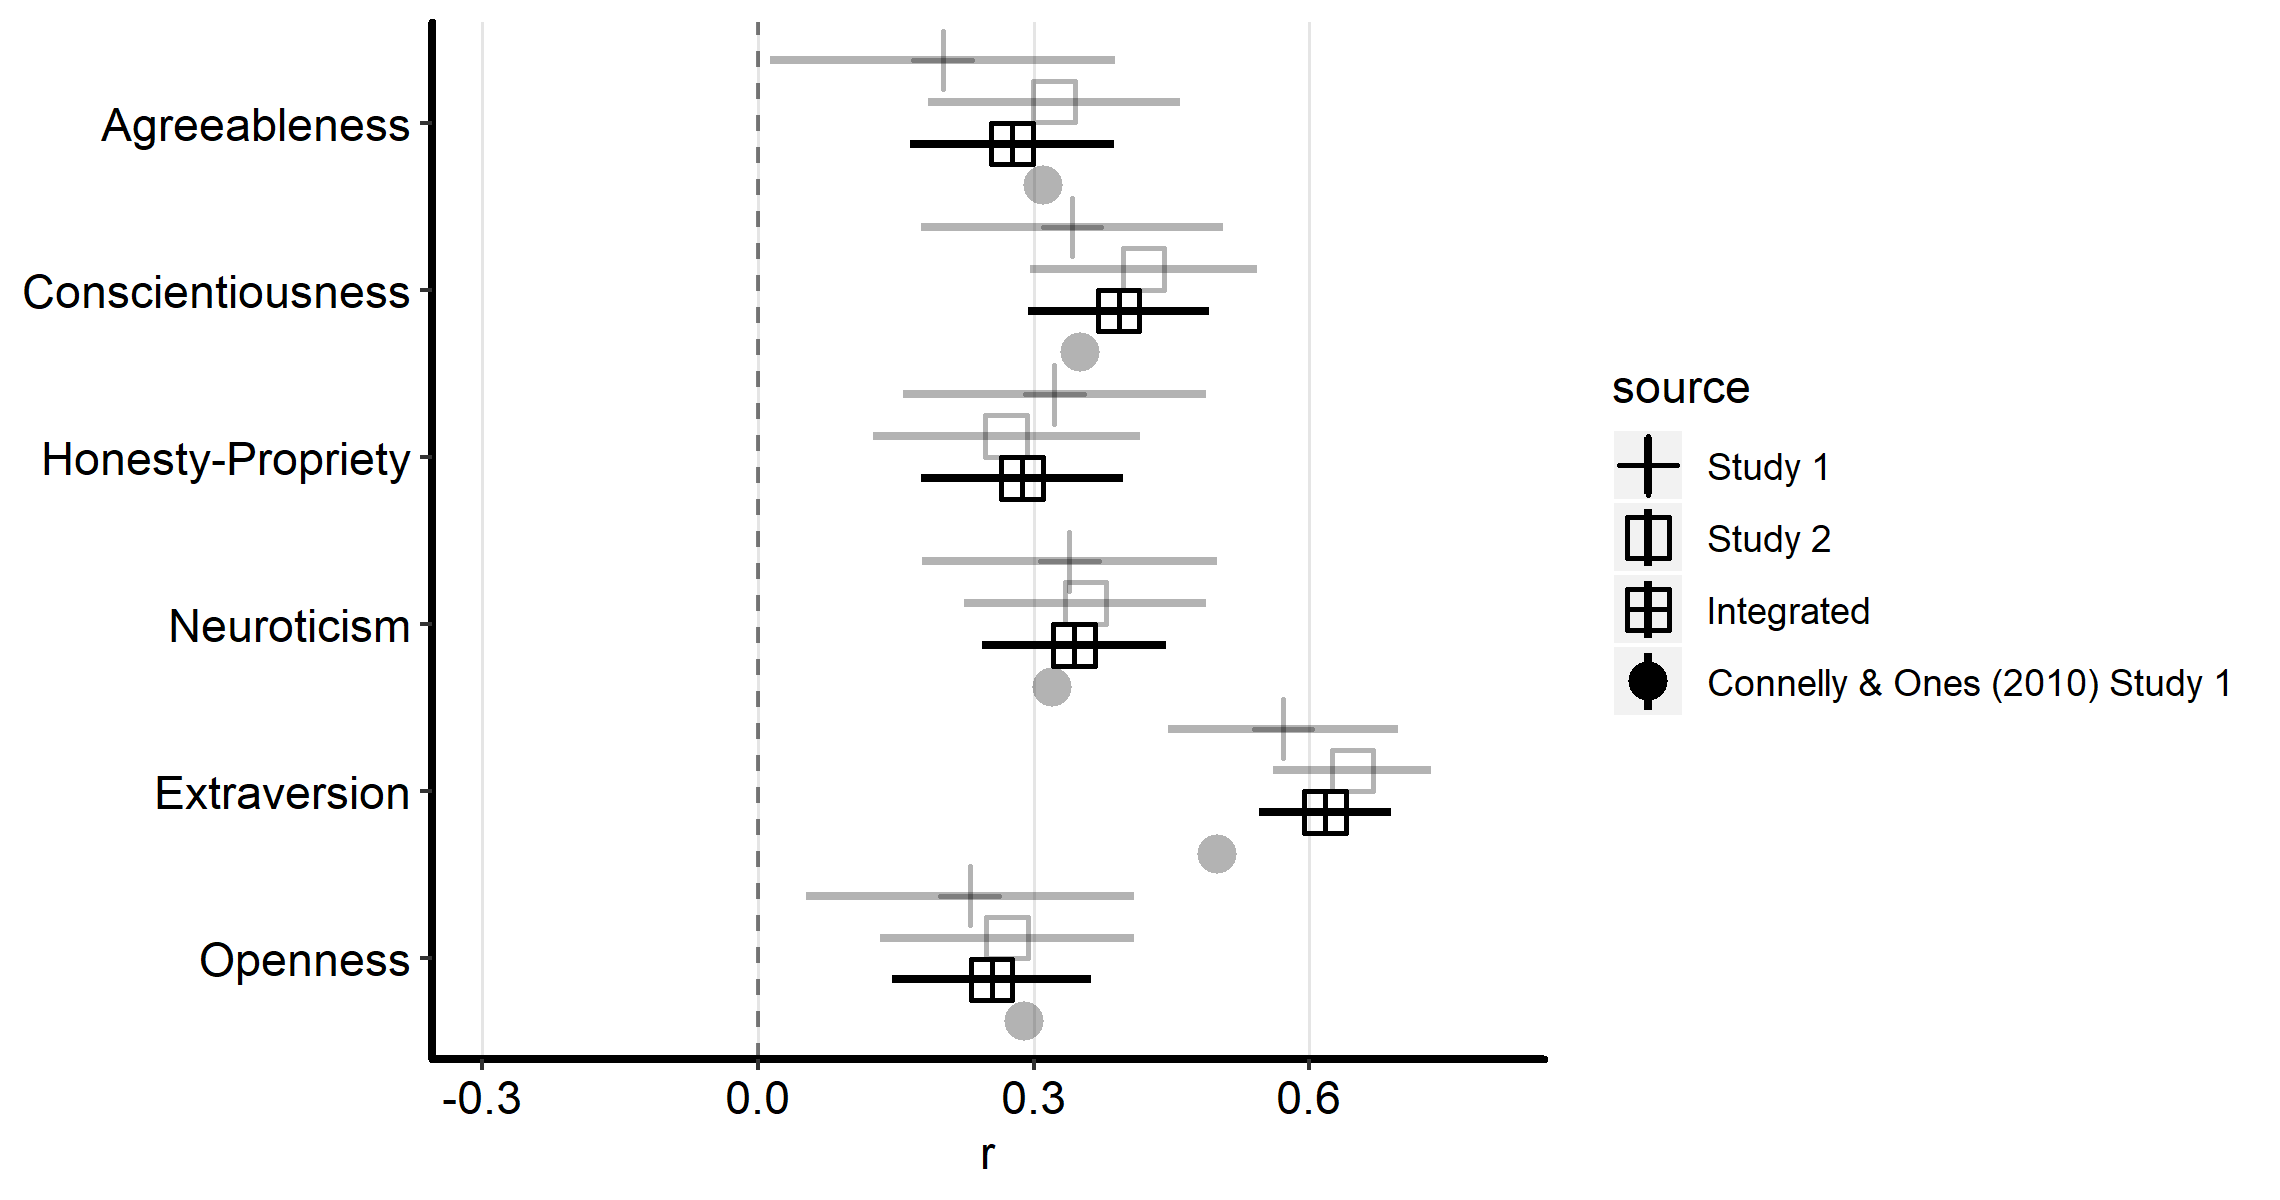 Agreeableness
Conscientiousness
Honesty-Propriety
Neuroticism
Extraversion
Openness
-0.3 0.0 0.3 0.6
r
source
Study 1
Study 2
Integrated
Connelly & Ones (2010) Study 1